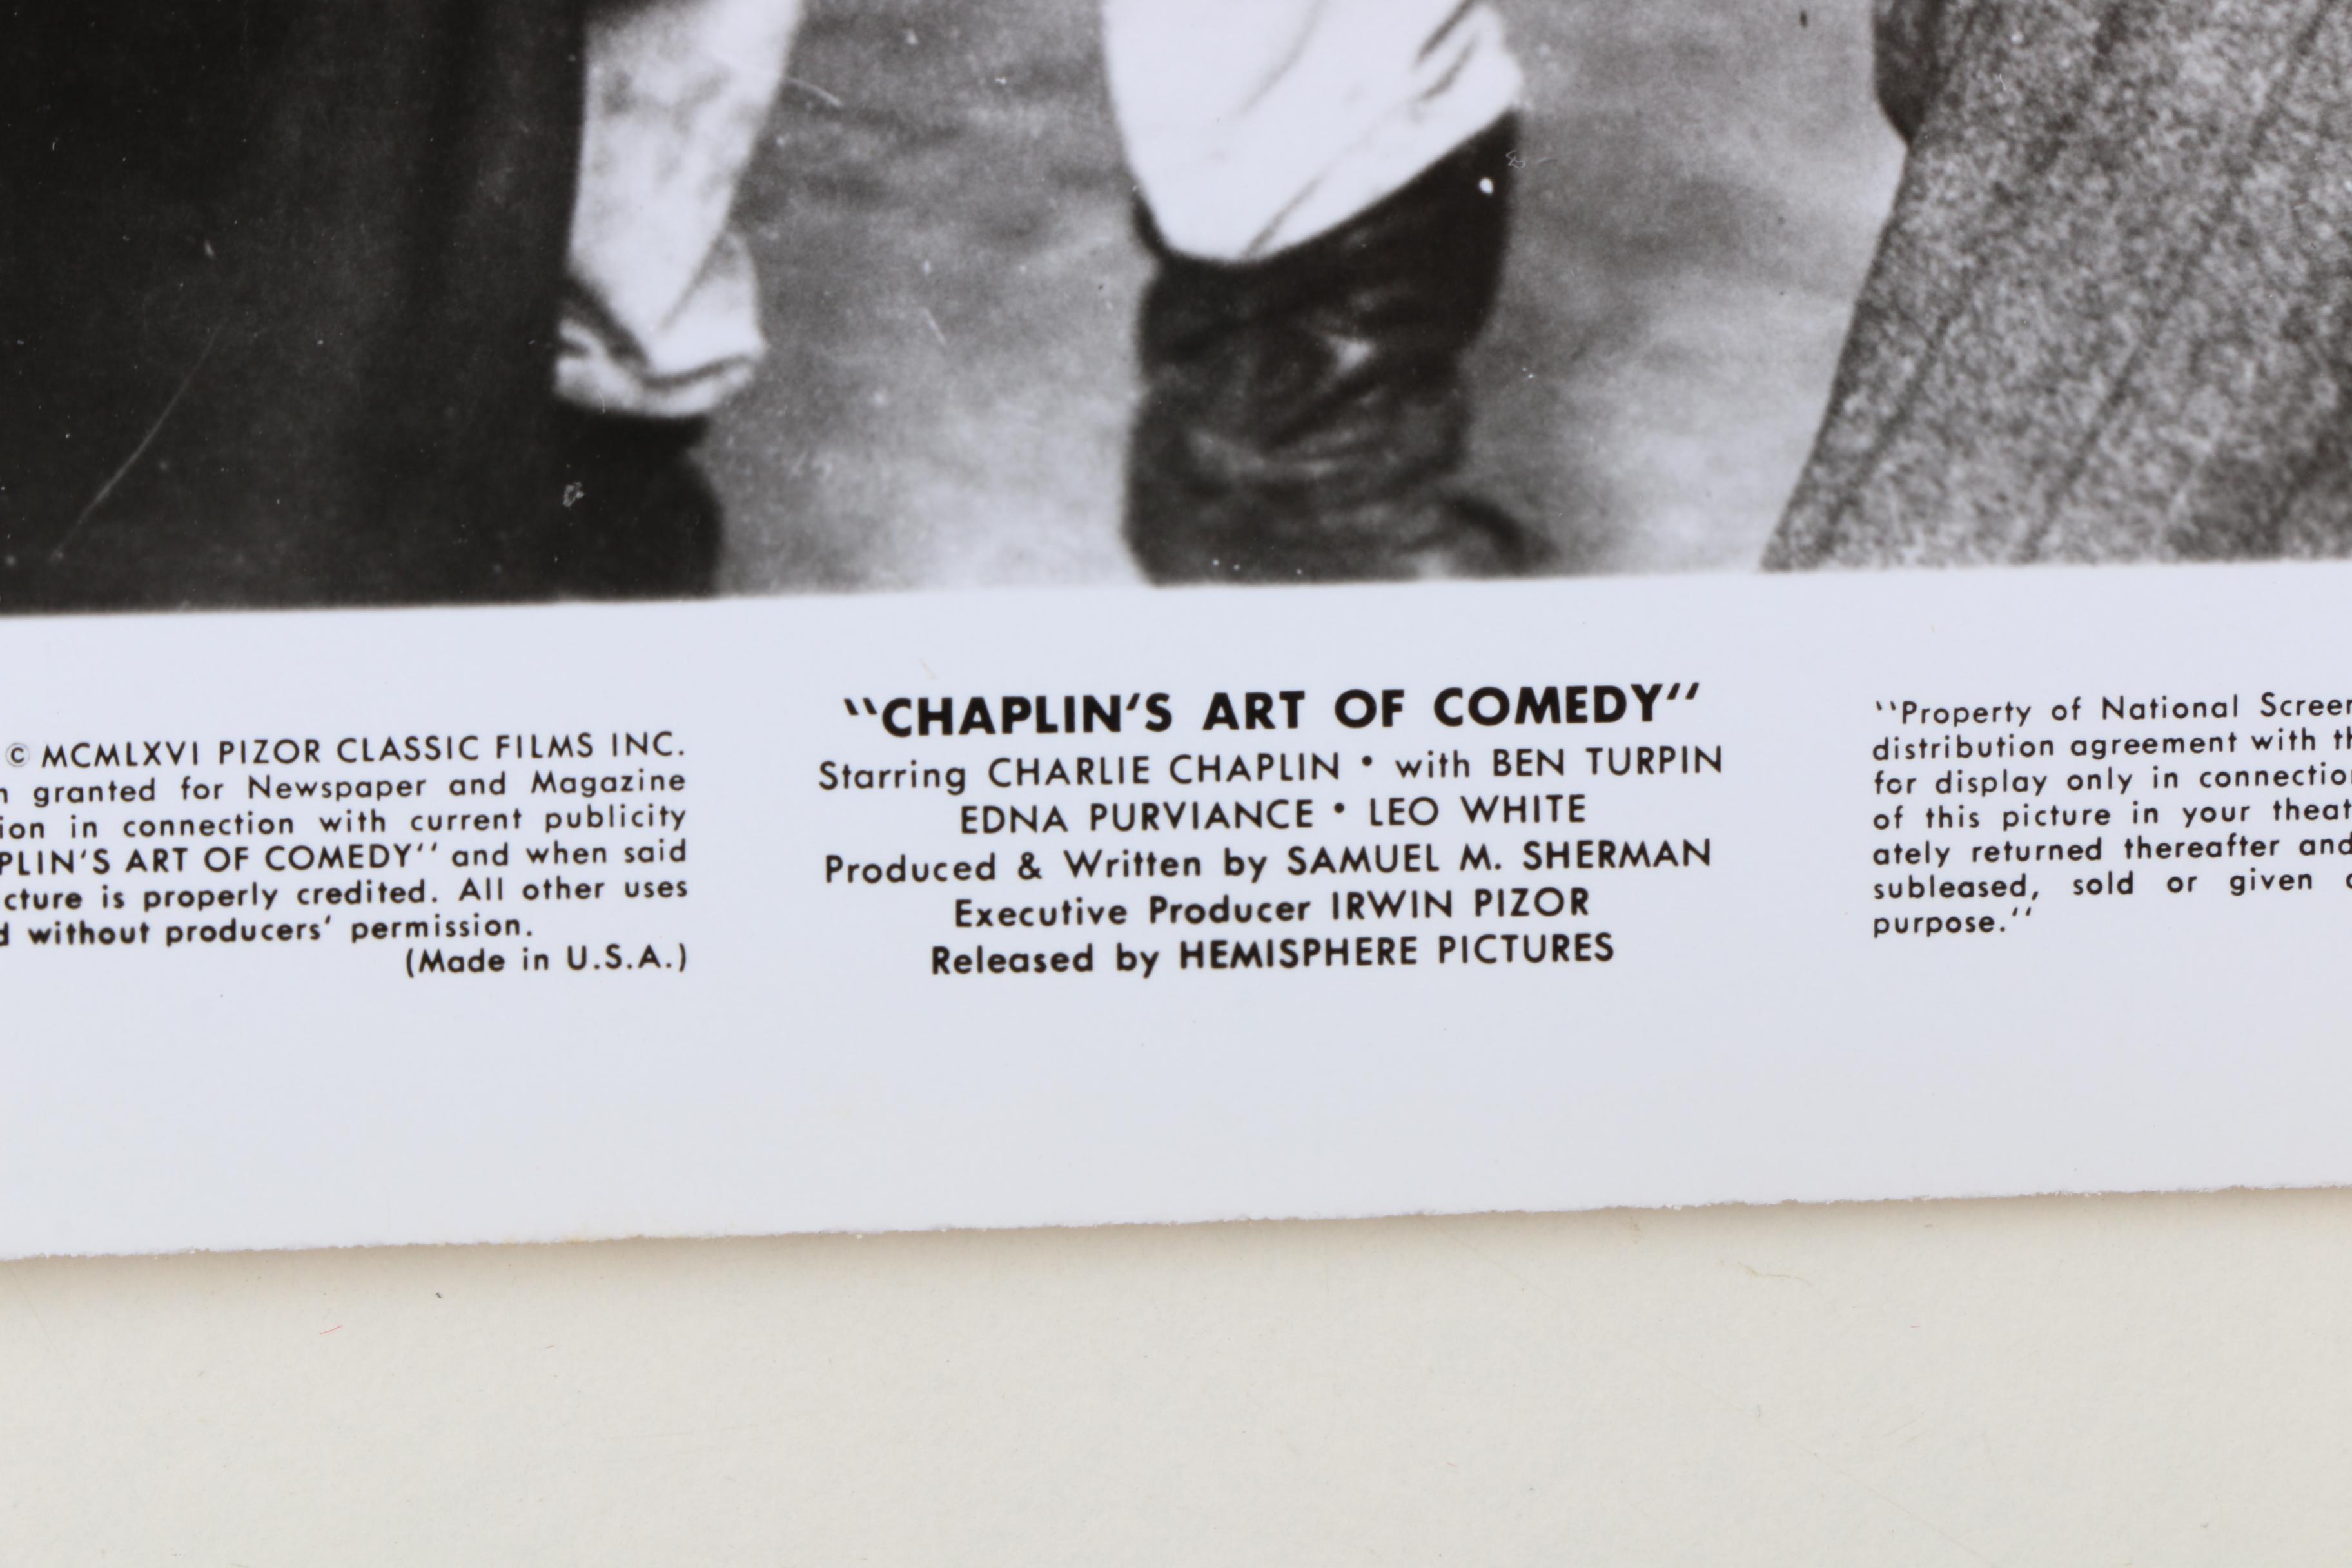 © MCMLXVI PIZOR CLASSIC FILMS INC.
granted for Newspaper and Magazine
in connection with current publicity
ART OF COMEDY" and when said
is properly credited. All other uses
without producers' permission.
(Made in U.S.A.)
"CHAPLIN'S ART OF COMEDY"
Starring CHARLIE CHAPLIN • with BEN TURPIN
EDNA PURVIANCE • LEO WHITE
Produced & Written by SAMUEL M. SHERMAN
Executive Producer IRWIN PIZOR
Released by HEMISPHERE PICTURES
"Property of National
distribution agreement with
for display only in
of this picture in your
ately returned thereafter and
subleased, sold or given
purpose."